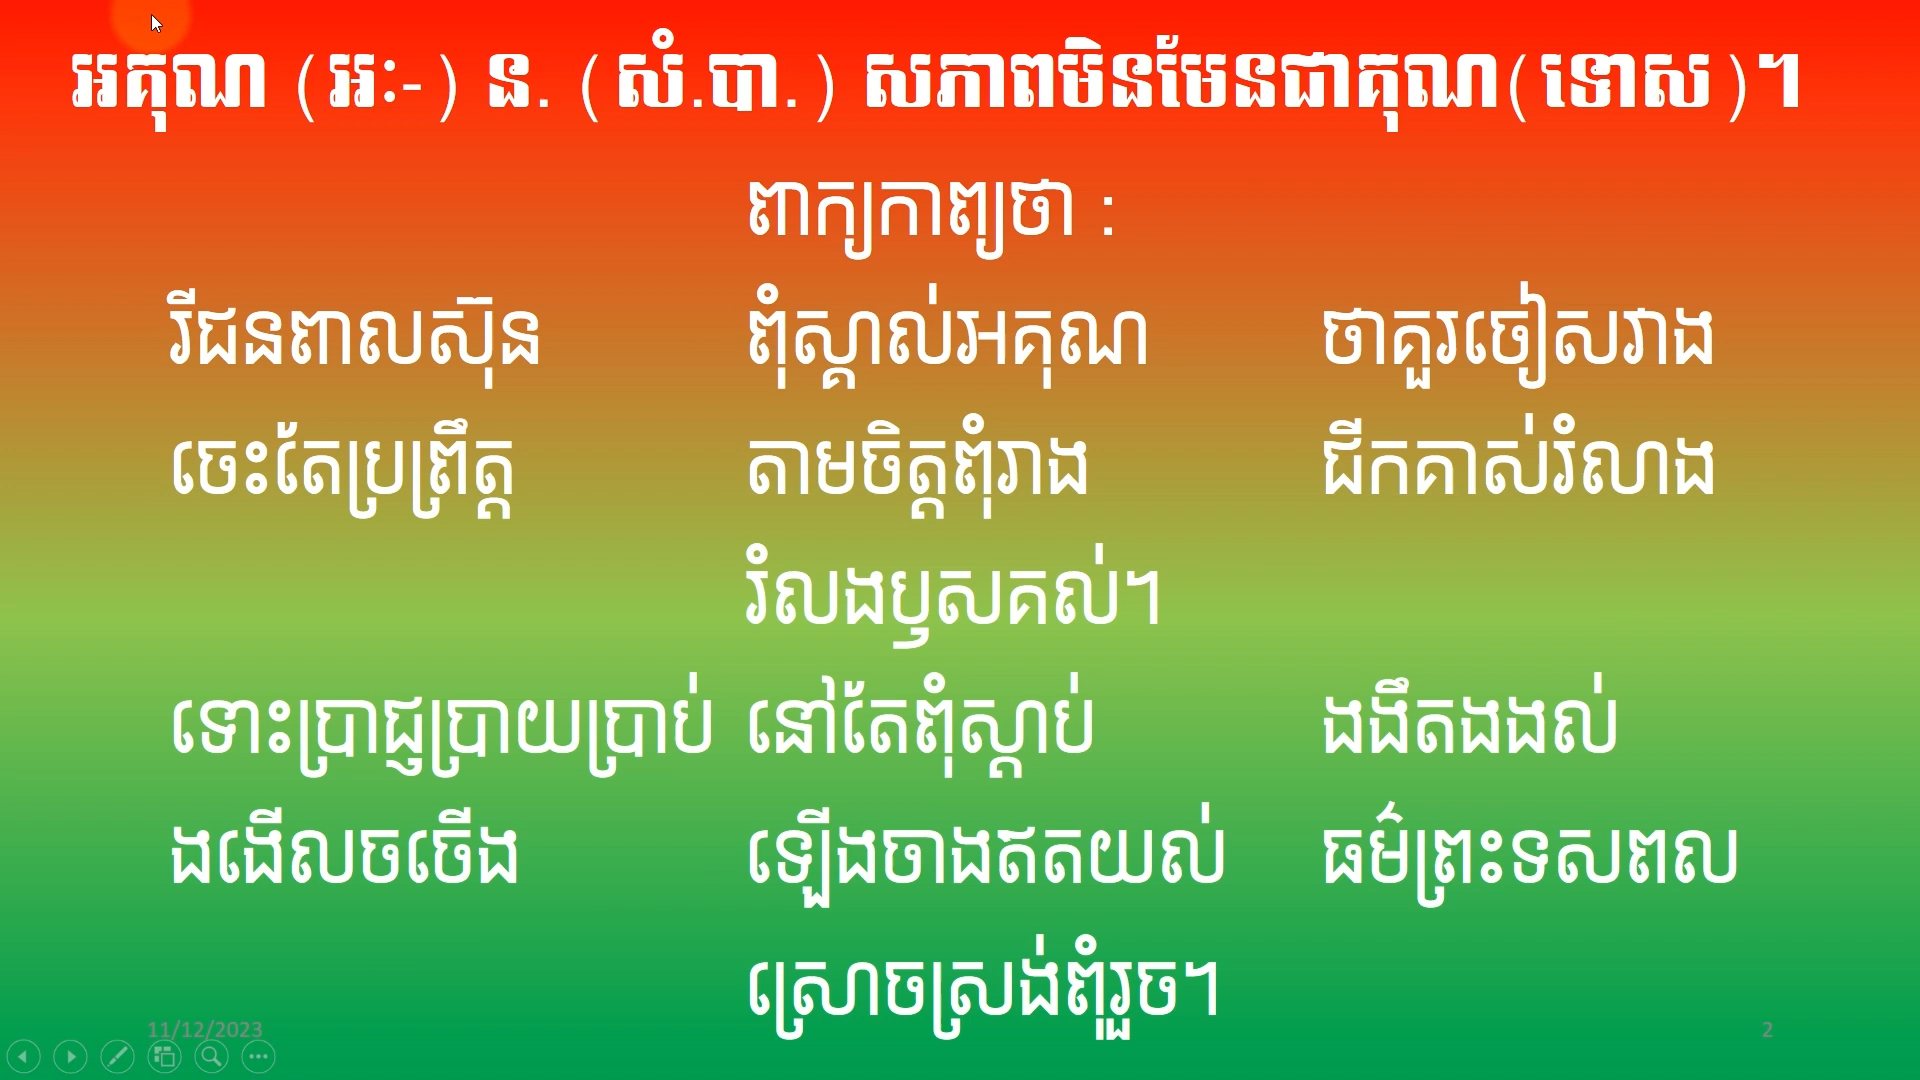 អគុណ (អៈ-) ន. (សំ.បា.) សភាពមិនមែនជាគុណ(ទោស)។
ពាក្យកាព្យថា :
រីជនពាលស៊ុន ពុំស្គាល់អគុណ ថាគួរចៀសវាង
ចេះតែប្រព្រឹត្ត តាមចិត្តពុំរាង ជីកគាស់រំលាង
រំលងឫសគល់។
ទោះប្រាជ្ញប្រាយប្រាប់ នៅតែពុំស្តាប់ ងងឹតងងល់
ងងើលចចើង ឡើងចាងឥតយល់ ធម៌ព្រះទសពល
ស្រោចស្រង់ពុំរួច។
11/12/2023
2